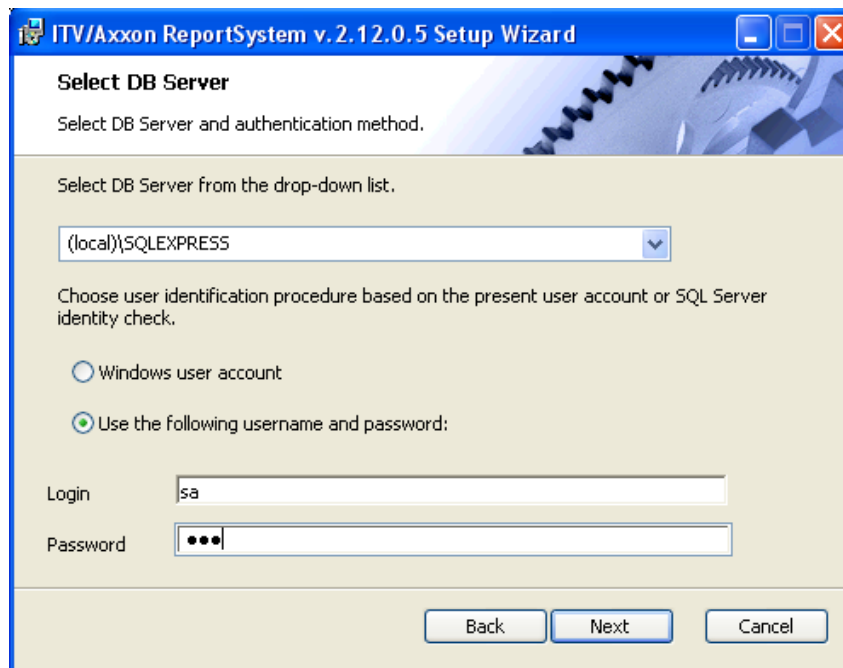 ITV/Axxon ReportSystem v.2.12.0.5 Setup Wizard
Select DB Server
Select DB Server and authentication method.
Select DB Server from the drop-down list.
(local)\SQLEXPRESS
Choose user identification procedure based on the present user account or SQL Server
identity check.
Windows user account
Use the following username and password:
Login
sa
Password
●●●
Back
Next
Cancel